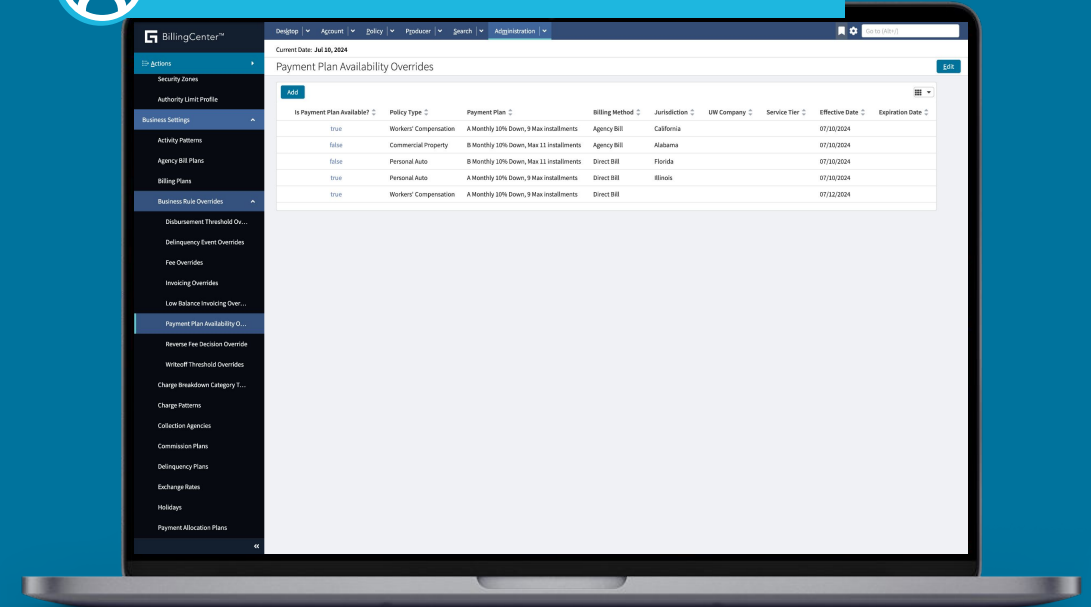 BillingCenter™
Desktop Account Policy Producer Search Administration
Go to (Alt+/)
Current Date: Jul 10, 2024
Actions
Payment Plan Availability Overrides
Edit
Security Zones
Authority Limit Profile
Business Settings
Activity Patterns
Agency Bill Plans
Billing Plans
Business Rule Overrides
Disbursement Threshold Ov...
Delinquency Event Overrides
Fee Overrides
Invoicing Overrides
Low Balance Invoicing Over...
Payment Plan Availability O...
Reverse Fee Decision Override
Writeoff Threshold Overrides
Charge Breakdown Category T...
Charge Patterns
Collection Agencies
Commission Plans
Delinquency Plans
Exchange Rates
Holidays
Payment Allocation Plans
«
Add
Is Payment Plan Available? Policy Type Payment Plan Billing Method Jurisdiction UW Company Service Tier Effective Date Expiration Date
true Workers' Compensation A Monthly 10% Down, 9 Max installments Agency Bill California 07/10/2024
false Commercial Property B Monthly 10% Down, Max 11 installments Agency Bill Alabama 07/10/2024
false Personal Auto B Monthly 10% Down, Max 11 installments Direct Bill Florida 07/10/2024
true Personal Auto A Monthly 10% Down, 9 Max installments Direct Bill Illinois 07/10/2024
true Workers' Compensation A Monthly 10% Down, 9 Max installments Direct Bill 07/12/2024